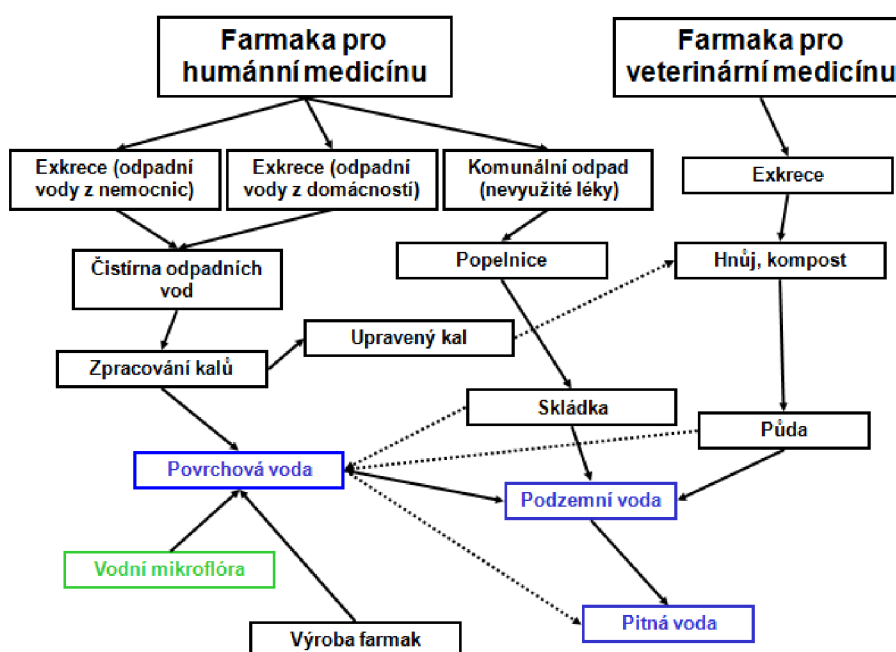 Farmaka pro
humánní medicínu
Farmaka pro
veterinární medicínu
Exkrece (odpadní
vody z nemocnic)
Exkrece (odpadní
vody z domácností)
Komunální odpad
(nevyužité léky)
Exkrece
Čistírna odpadních
vod
Popelnice
Hnůj, kompost
Upravený kal
Zpracování kalů
Skládka
Půda
Povrchová voda
Podzemní voda
Vodní mikroflóra
Pitná voda
Výroba farmak